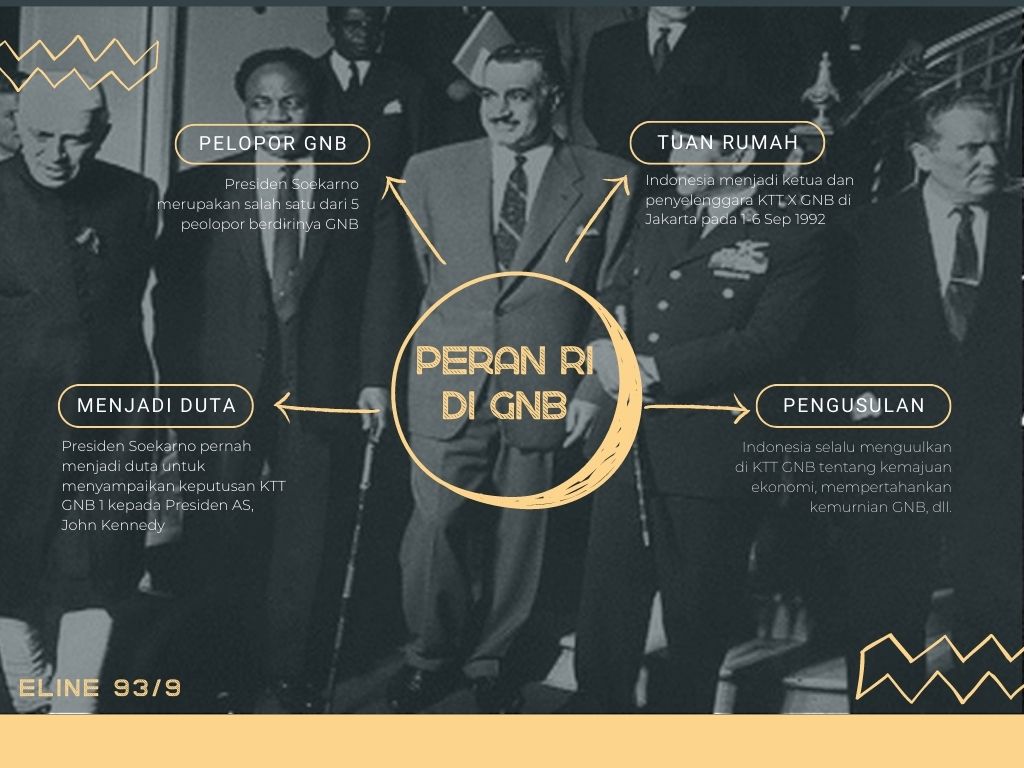 PELOPOR GNB
Presiden Soekarno
merupakan salah satu dari 5
peolopor berdirinya GNB
TUAN RUMAH
Indonesia menjadi ketua dan
penyelenggara KTT X GNB di
Jakarta pada 1-6 Sep 1992
PERAN RI
DI GNB
MENJADI DUTA
Presiden Soekarno pernah
menjadi duta untuk
menyampaikan keputusan KTT
GNB 1 kepada Presiden AS,
John Kennedy
PENGUSULAN
Indonesia selalu menguulkan
di KTT GNB tentang kemajuan
ekonomi, mempertahankan
kemurnian GNB, dll.
ELINE 93/9